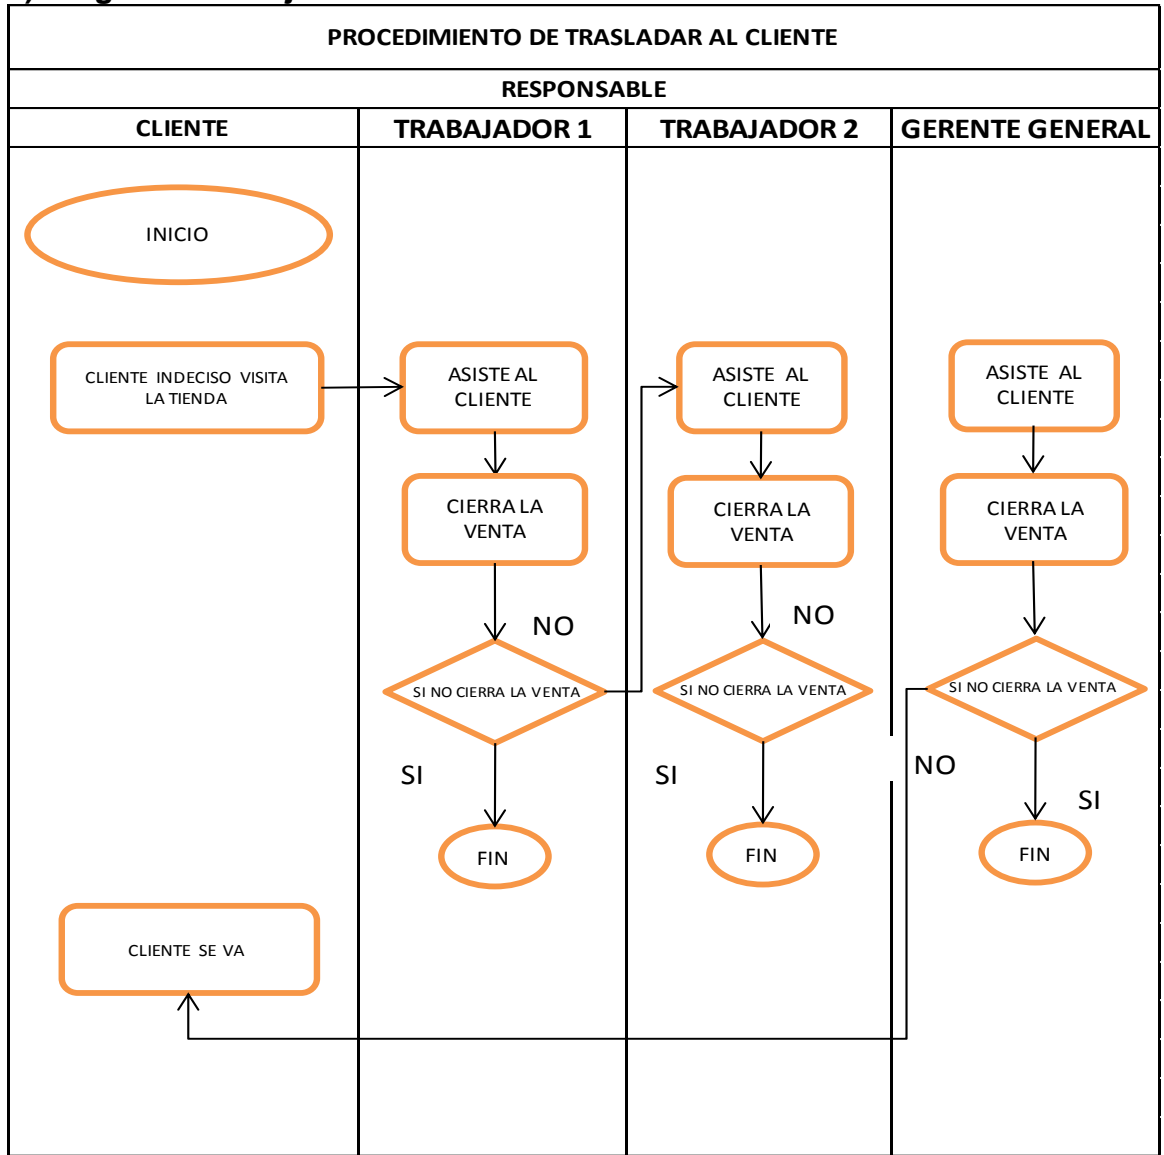 PROCEDIMIENTO DE TRASLADAR AL CLIENTE
RESPONSABLE
CLIENTE
TRABAJADOR 1
TRABAJADOR 2
GERENTE GENERAL
INICIO
CLIENTE INDECISO VISITA
LA TIENDA
ASISTE AL
CLIENTE
ASISTE AL
CLIENTE
ASISTE AL
CLIENTE
CIERRA LA
VENTA
CIERRA LA
VENTA
CIERRA LA
VENTA
NO
NO
SI NO CIERRA LA VENTA
SI NO CIERRA LA VENTA
SI NO CIERRA LA VENTA
SI
SI
NO
SI
FIN
FIN
FIN
CLIENTE SE VA